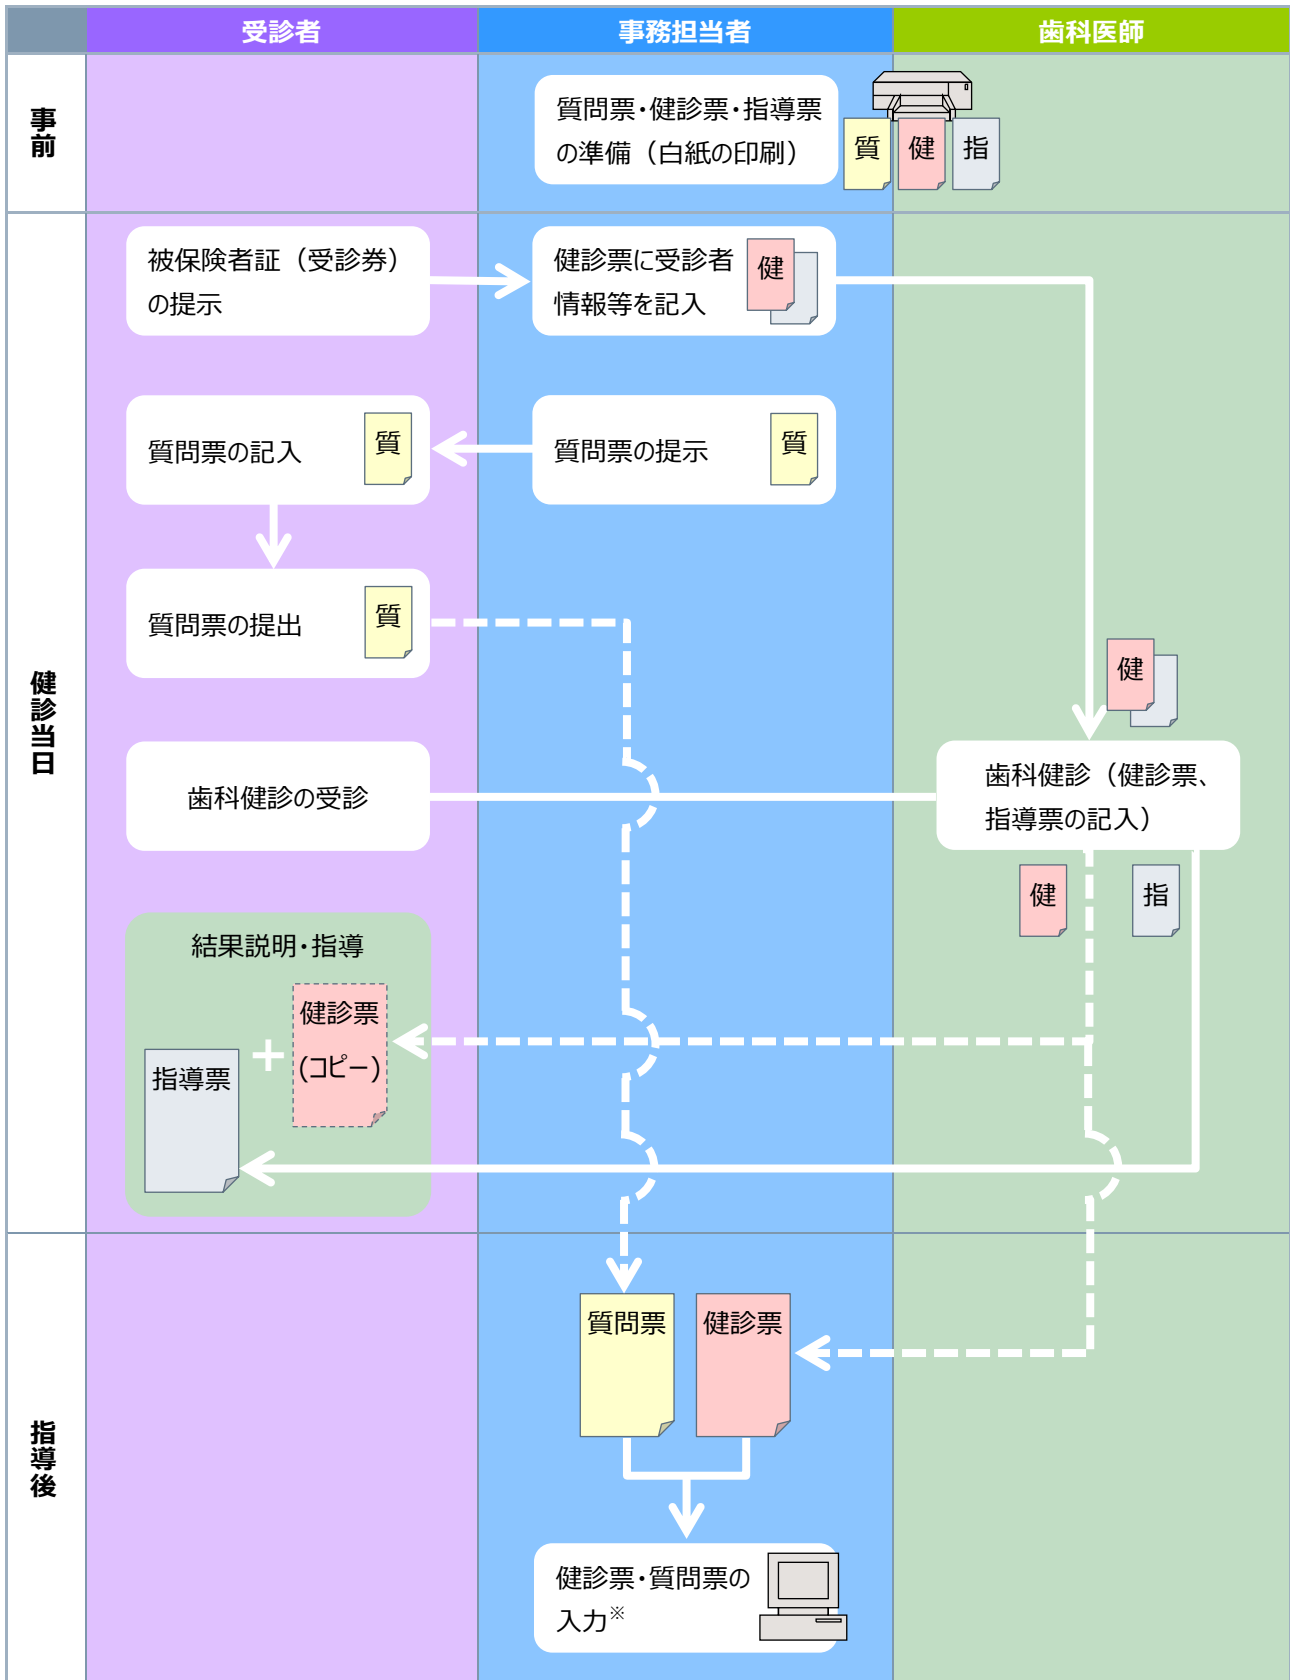 受診者 事務担当者 歯科医師
事前
質問票・健診票・指導票
の準備（白紙の印刷）
質 健 指
健診当日
被保険者証（受診券）
の提示
健診票に受診者
情報等を記入
健
質問票の記入
質
質問票の提示
質
質問票の提出
質
健
歯科健診の受診
歯科健診（健診票、
指導票の記入）
健 指
結果説明・指導
健診票
(コピー)
+
指導票
指導後
質問票 健診票
健診票・質問票の
入力※